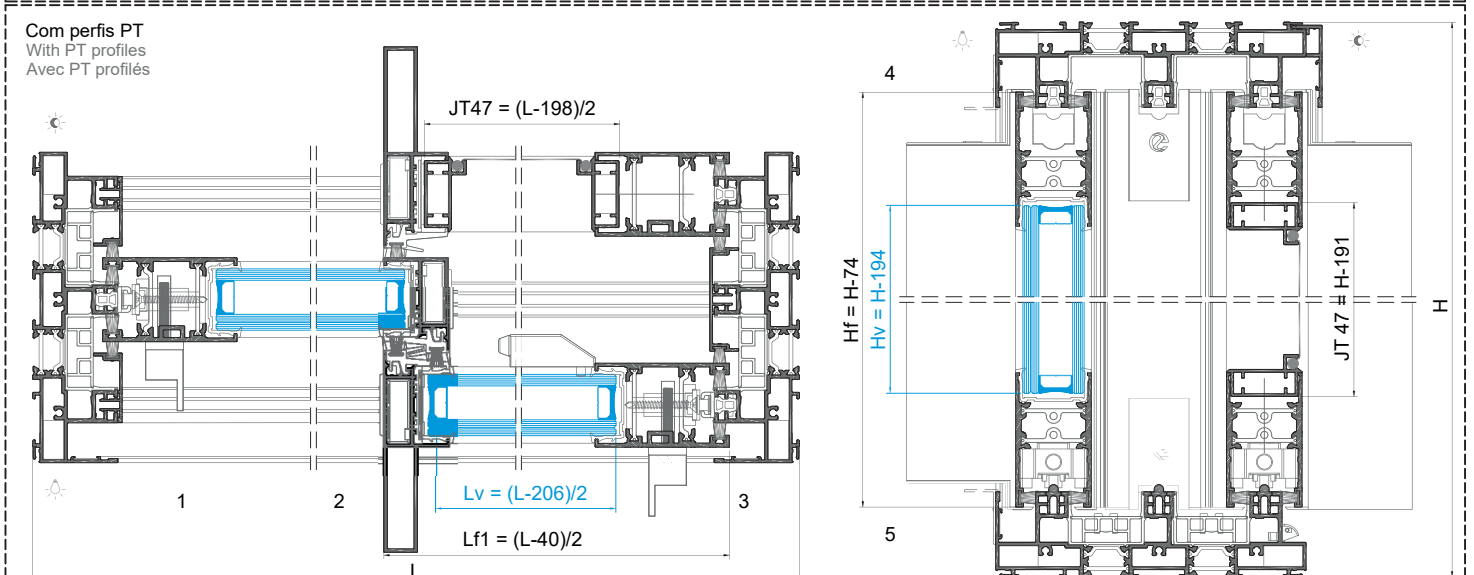 Com perfis PT
With PT profiles
Avec PT profilés
JT47 = (L-198)/2
1
2
3
Lv = (L-206)/2
Lf1 = (L-40)/2
L
4
5
Hf = H-74
Hv = H-194
JT 47 = H-191
H